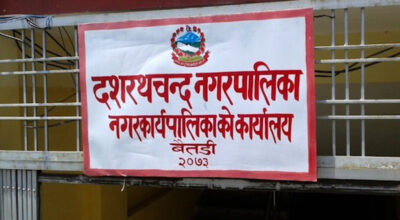 दशरथचन्द नगरपालिका
नगरकार्यपालिकाको कार्यालय
बैतडी
२०७३